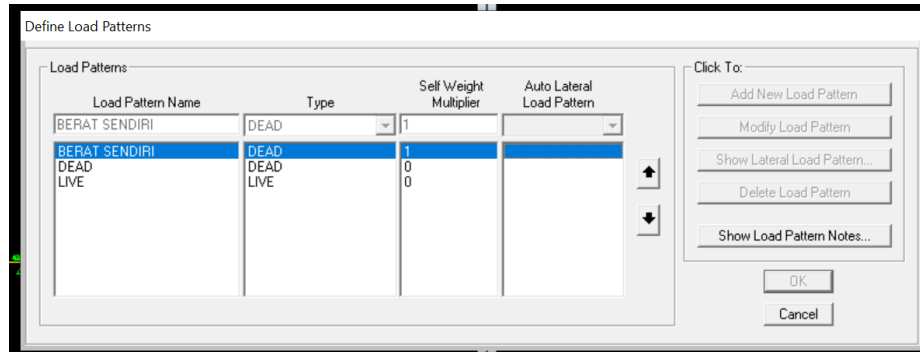 Define Load Patterns
Load Patterns
Click To:
Self Weight Auto Lateral
Load Pattern Name Type Multiplier Load Pattern
BERAT SENDIRI DEAD 1
BERAT SENDIRI DEAD 1
DEAD DEAD 0
LIVE LIVE 0
Add New Load Pattern
Modify Load Pattern
Show Lateral Load Pattern...
Delete Load Pattern
Show Load Pattern Notes...
OK
Cancel